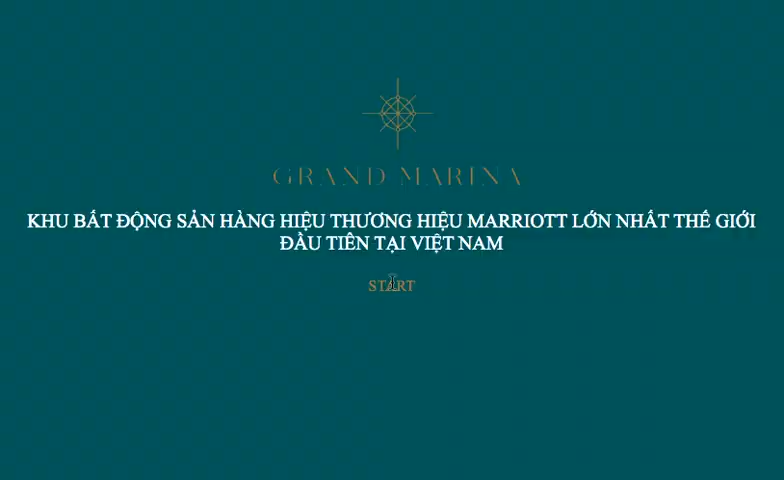 GRAND MARINA
KHU BẤT ĐỘNG SẢN HÀNG HIỆU THƯƠNG HIỆU MARRIOTT LỚN NHẤT THẾ GIỚI
ĐẦU TIÊN TẠI VIỆT NAM
START